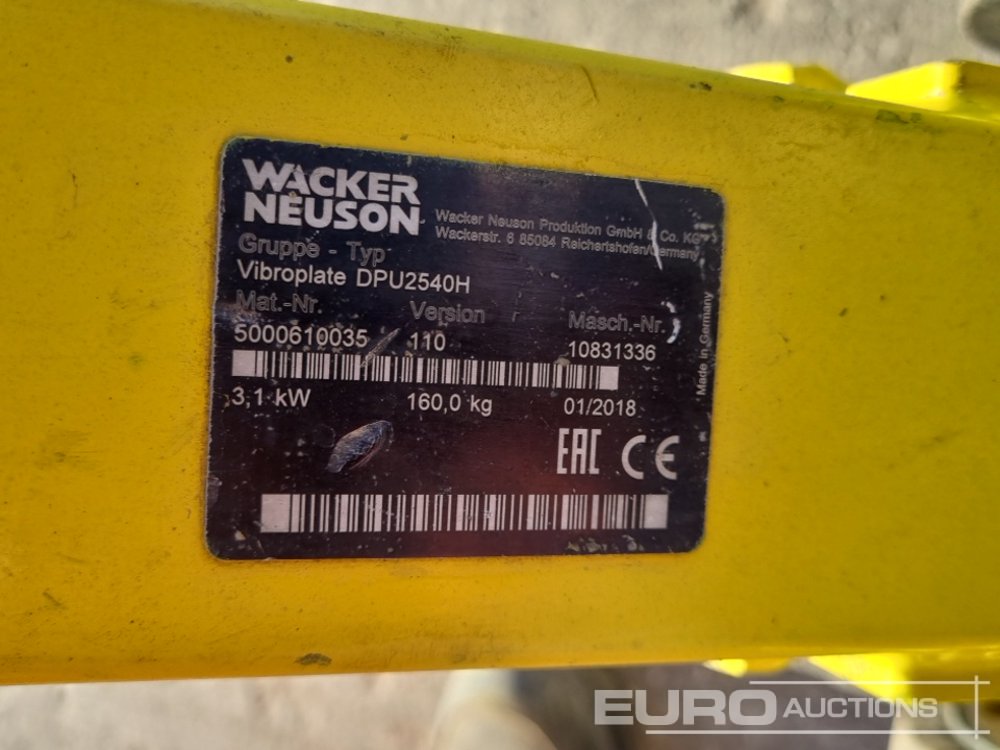 WACKER
NEUSON
Wacker Neuson Produktion GmbH & Co. KG
Wackerstr. 6 85084 Reichertshofen/Germany
Gruppe - Typ
Vibroplate DPU2540H
Mat.-Nr. Version Masch.-Nr.
5000610035 110 10831336
3,1 kW 160,0 kg 01/2018
EAC CE
Made in Germany
EURO AUCTIONS